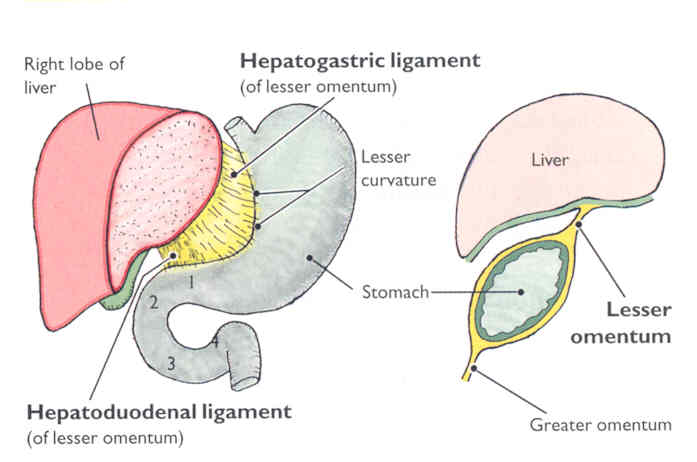 Right lobe of
liver
Hepatogastric ligament
(of lesser omentum)
Lesser
curvature
Liver
1
2
Stomach
3
4
Lesser
omentum
Hepatoduodenal ligament
(of lesser omentum)
Greater omentum